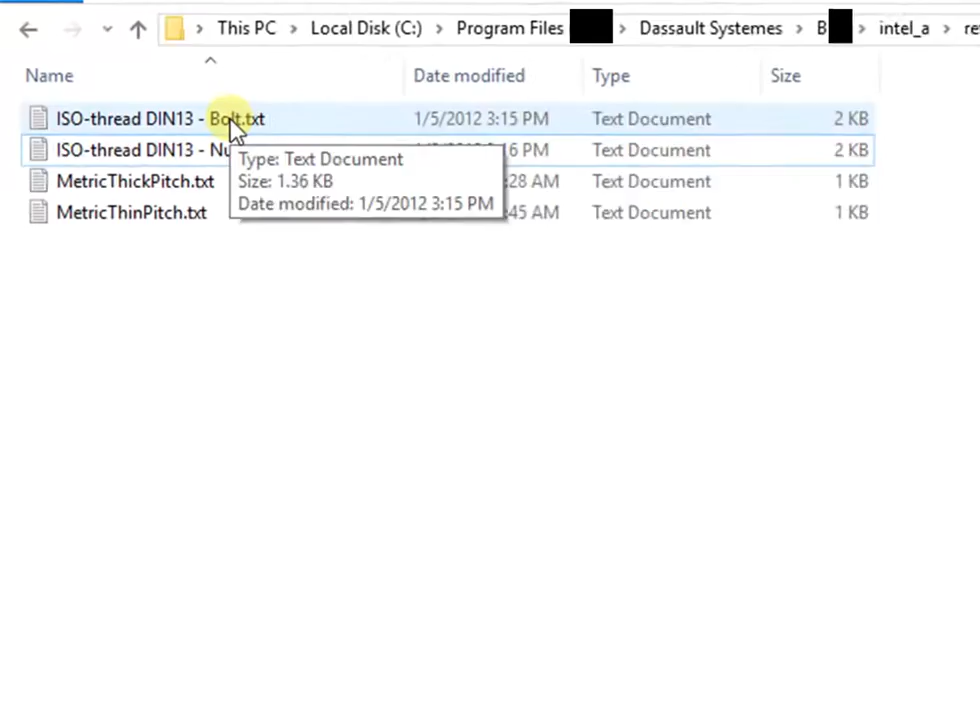 This PC > Local Disk (C:) > Program Files > Dassault Systemes > B > intel_a >
Name Date modified Type Size
ISO-thread DIN13 - Bolt.txt 1/5/2012 3:15 PM Text Document 2 KB
ISO-thread DIN13 - PM Text Document 2 KB
Type: Text Document
MetricThickPitch.txt :28 AM Text Document 1 KB
Size: 1.36 KB
Date modified: 1/5/2012 3:15 PM
MetricThinPitch.txt :45 AM Text Document 1 KB